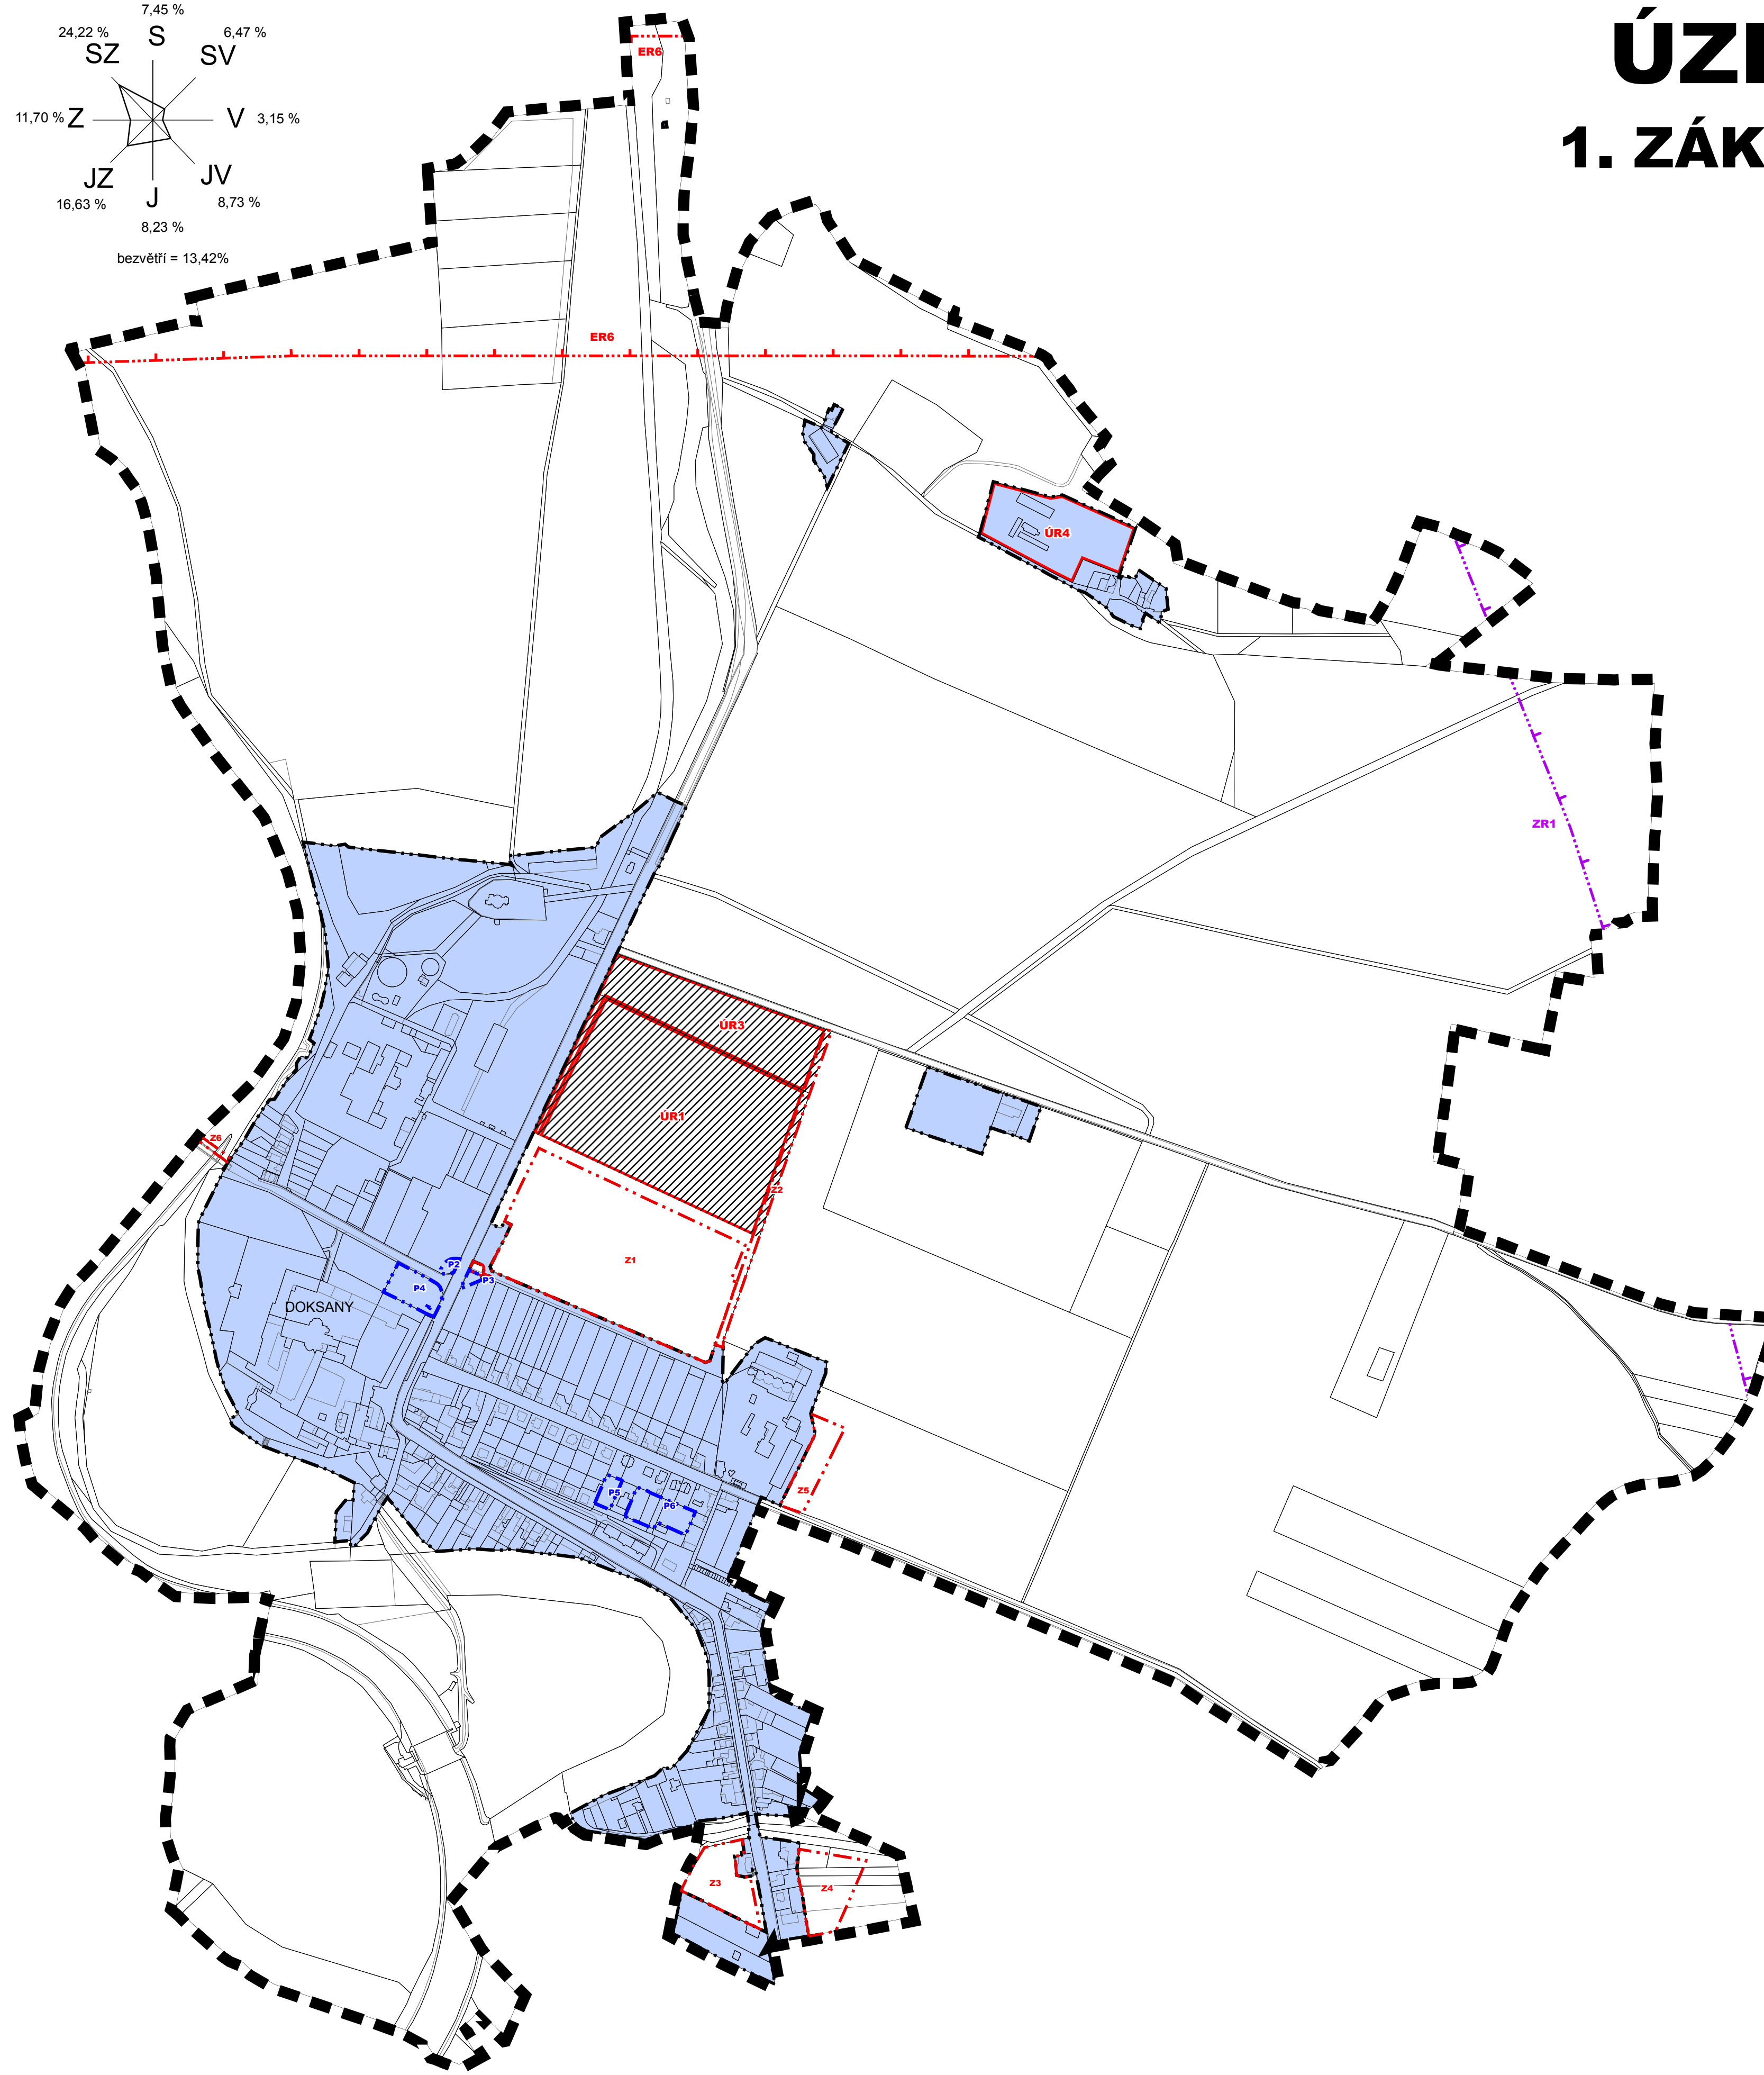 7,45 %
24,22 % S 6,47 %
SZ SV
11,70 % Z V 3,15 %
JZ J JV
16,63 % 8,73 %
8,23 %
bezvětří = 13,42%
1. ZÁK
ER6
ER6
ÚR4
ZR1
ÚR3
ÚR1
Z6
Z2
Z1
P2
P3
P4
DOKSANY
P5
P6
Z5
Z3
Z4